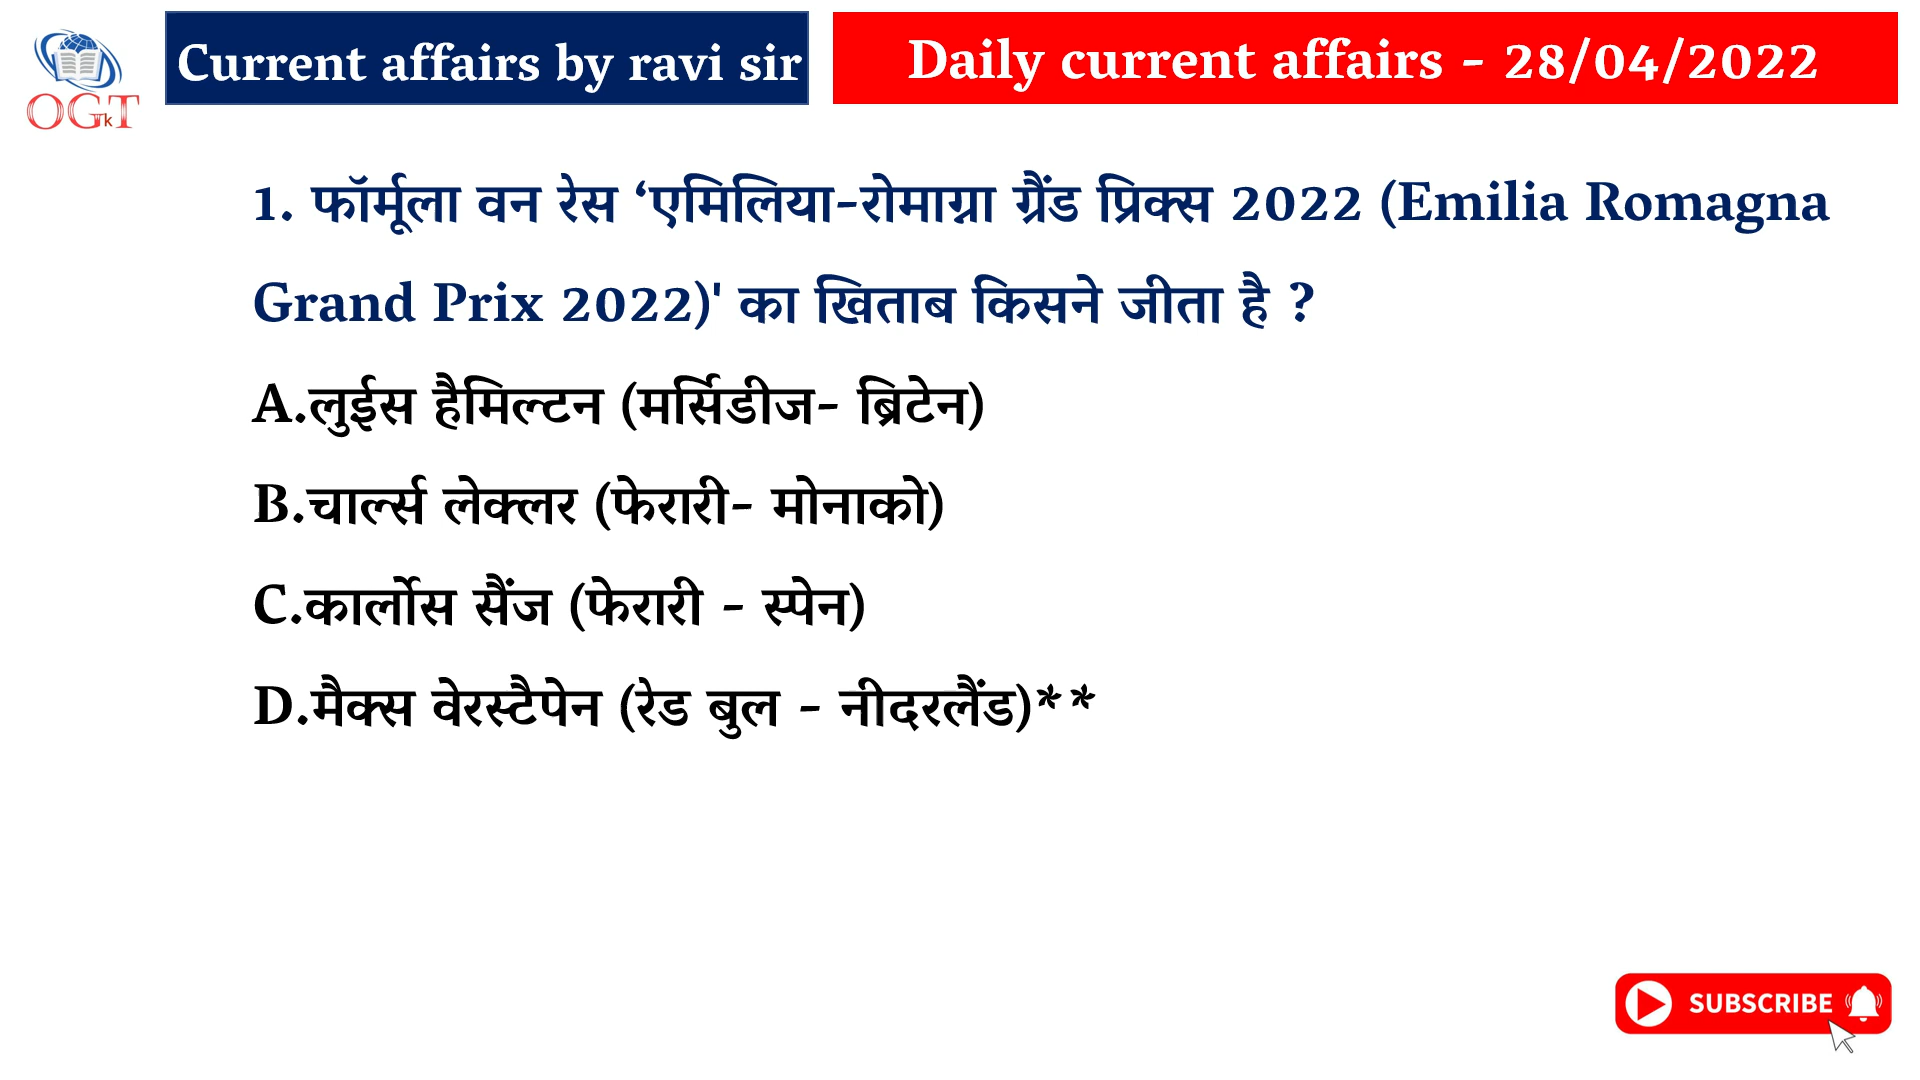 Current affairs by ravi sir
Daily current affairs - 28/04/2022
OGT
Tk
1. फॉर्मूला वन रेस ‘एमिलिया-रोमाग्ना ग्रैंड प्रिक्स 2022 (Emilia Romagna
Grand Prix 2022)' का खिताब किसने जीता है ?
A.लुईस हैमिल्टन (मर्सिडीज- ब्रिटेन)
B.चार्ल्स लेक्लर (फेरारी- मोनाको)
C.कार्लोस सैंज (फेरारी - स्पेन)
D.मैक्स वेरस्टैपेन (रेड बुल - नीदरलैंड)**
SUBSCRIBE